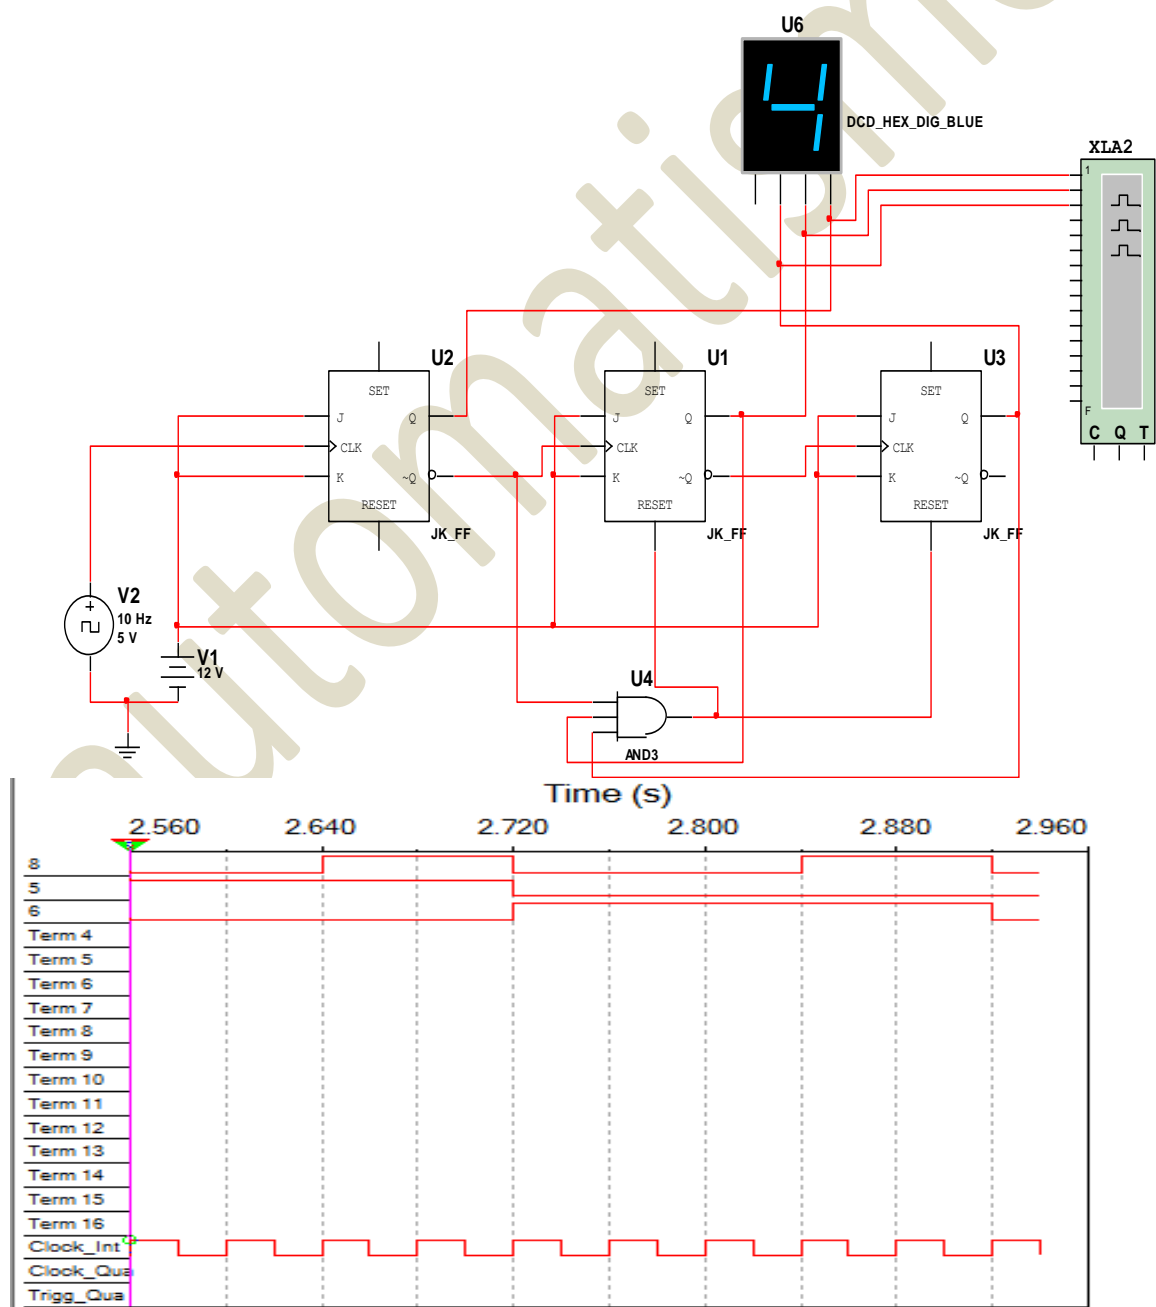 U6
DCD_HEX_DIG_BLUE
XLA2
1
F
C Q T
U2
SET
J
Q
CLK
K
~Q
RESET
JK_FF
U1
SET
J
Q
CLK
K
~Q
RESET
JK_FF
U3
SET
J
Q
CLK
K
~Q
RESET
JK_FF
V2
10 Hz
5 V
V1
12 V
U4
AND3
automatisme
Time (s)
2.560 2.640 2.720 2.800 2.880 2.960
8
5
6
Term 4
Term 5
Term 6
Term 7
Term 8
Term 9
Term 10
Term 11
Term 12
Term 13
Term 14
Term 15
Term 16
Clock_Int
Clock_Qua
Trigg_Qua